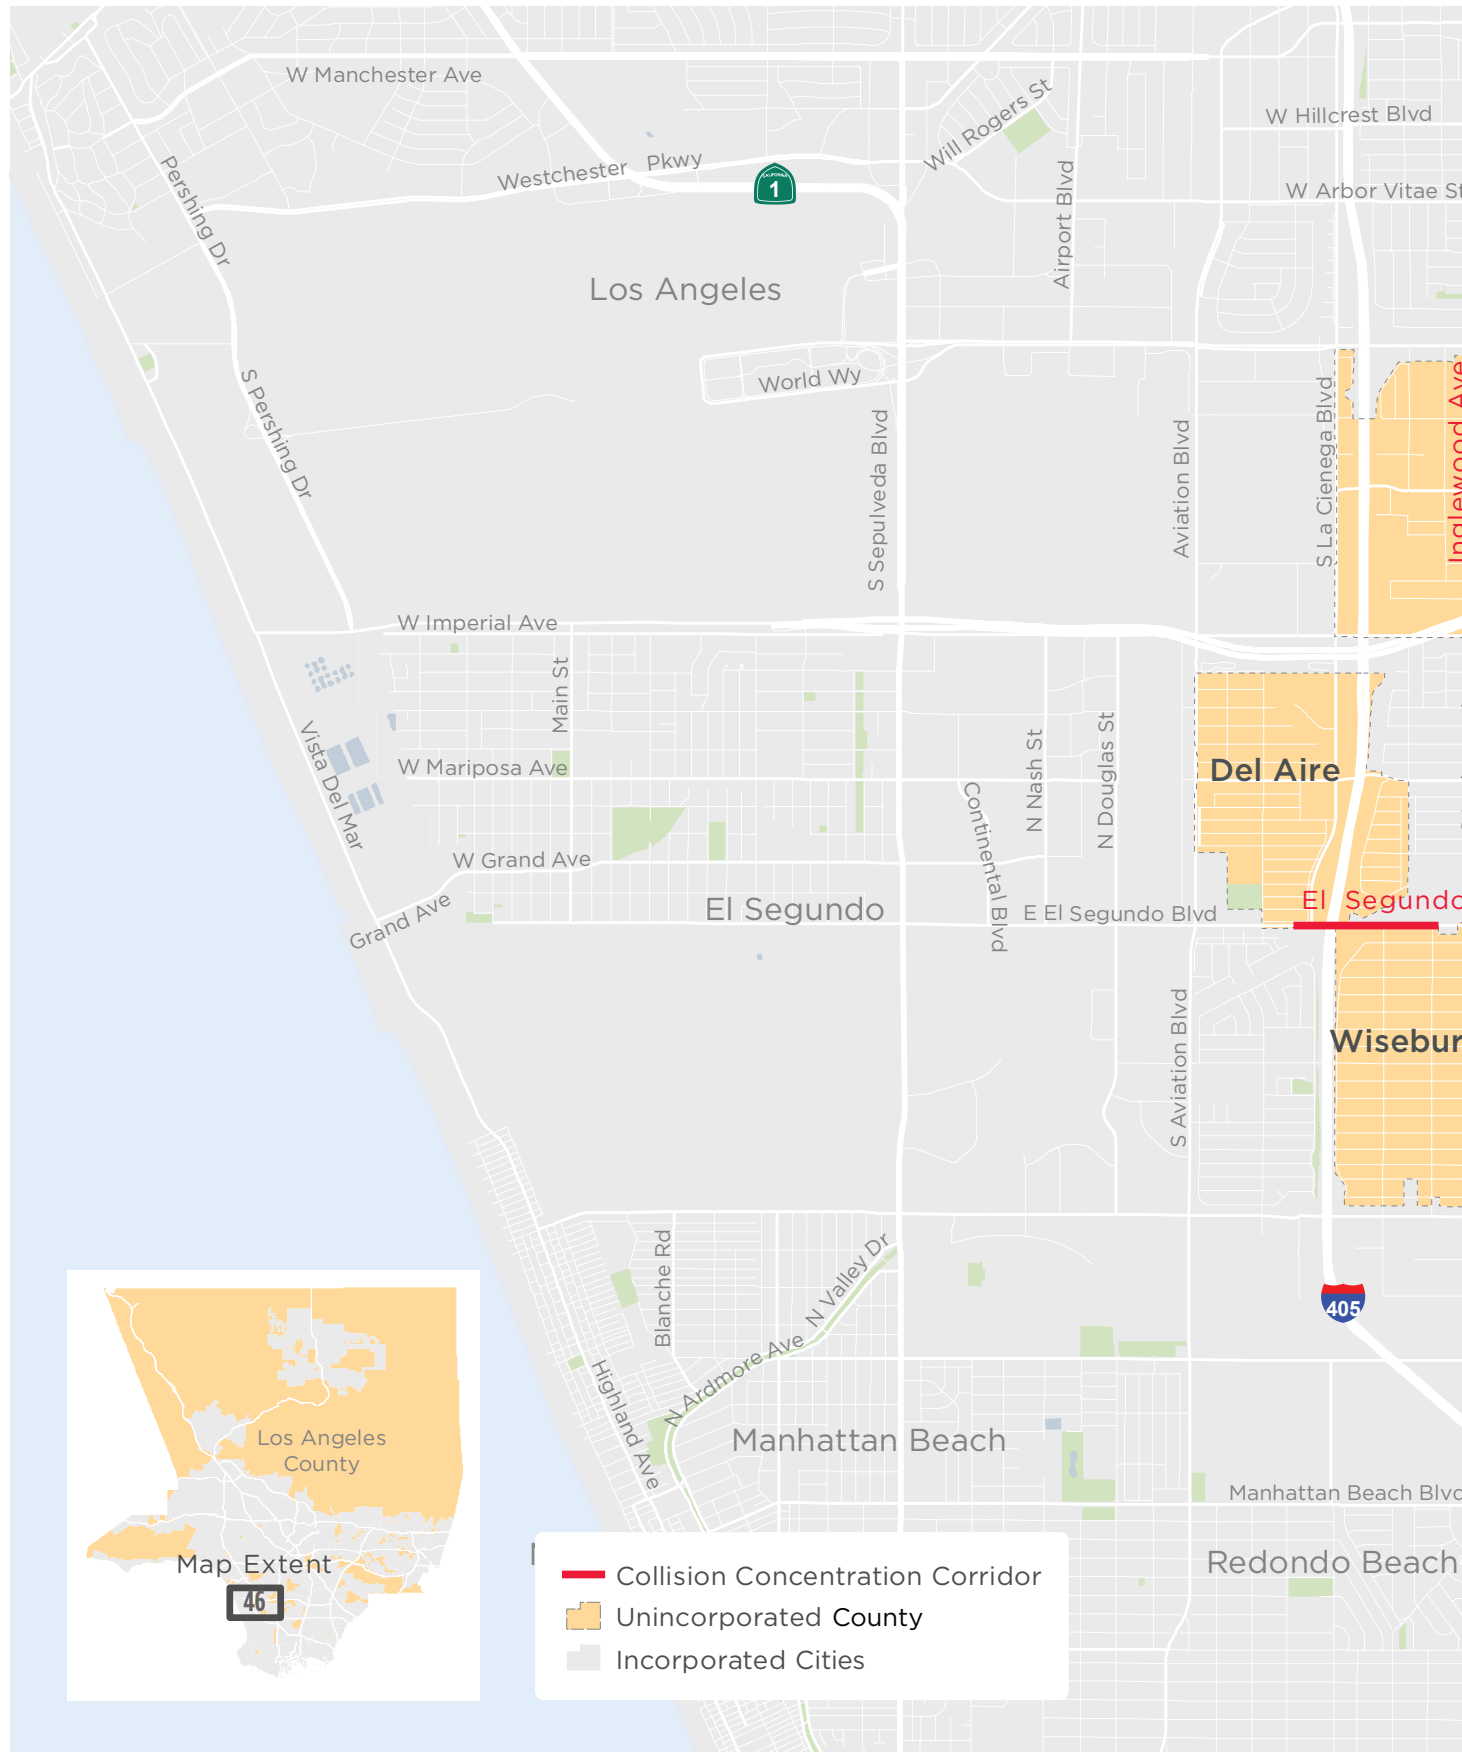 W Manchester Ave
Will Rogers St
W Hillcrest Blvd
Westchester Pkwy
CALIFORNIA
1
Pershing Dr
Airport Blvd
W Arbor Vitae St
Los Angeles
World Wy
S Pershing Dr
S Sepulveda Blvd
Aviation Blvd
S La Cienega Blvd
Inglewood Ave
W Imperial Ave
Main St
Vista Del Mar
W Mariposa Ave
N Nash St
N Douglas St
Del Aire
Continental Blvd
W Grand Ave
Grand Ave
El Segundo
E El Segundo Blvd
El Segundo
S Aviation Blvd
Wisebur
Blanche Rd
N Valley Dr
405
N Ardmore Ave
Highland Ave
Manhattan Beach
Manhattan Beach Blvd
Redondo Beach
Los Angeles
County
Map Extent
46
Collision Concentration Corridor
Unincorporated County
Incorporated Cities